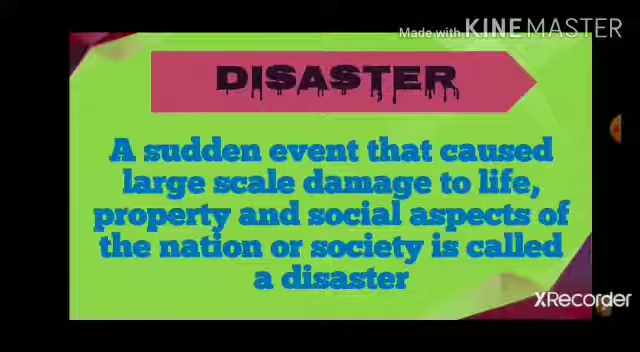 Made with KINEMASTER
DISASTER
A sudden event that caused
large scale damage to life,
property and social aspects of
the nation or society is called
a disaster
XRecorder